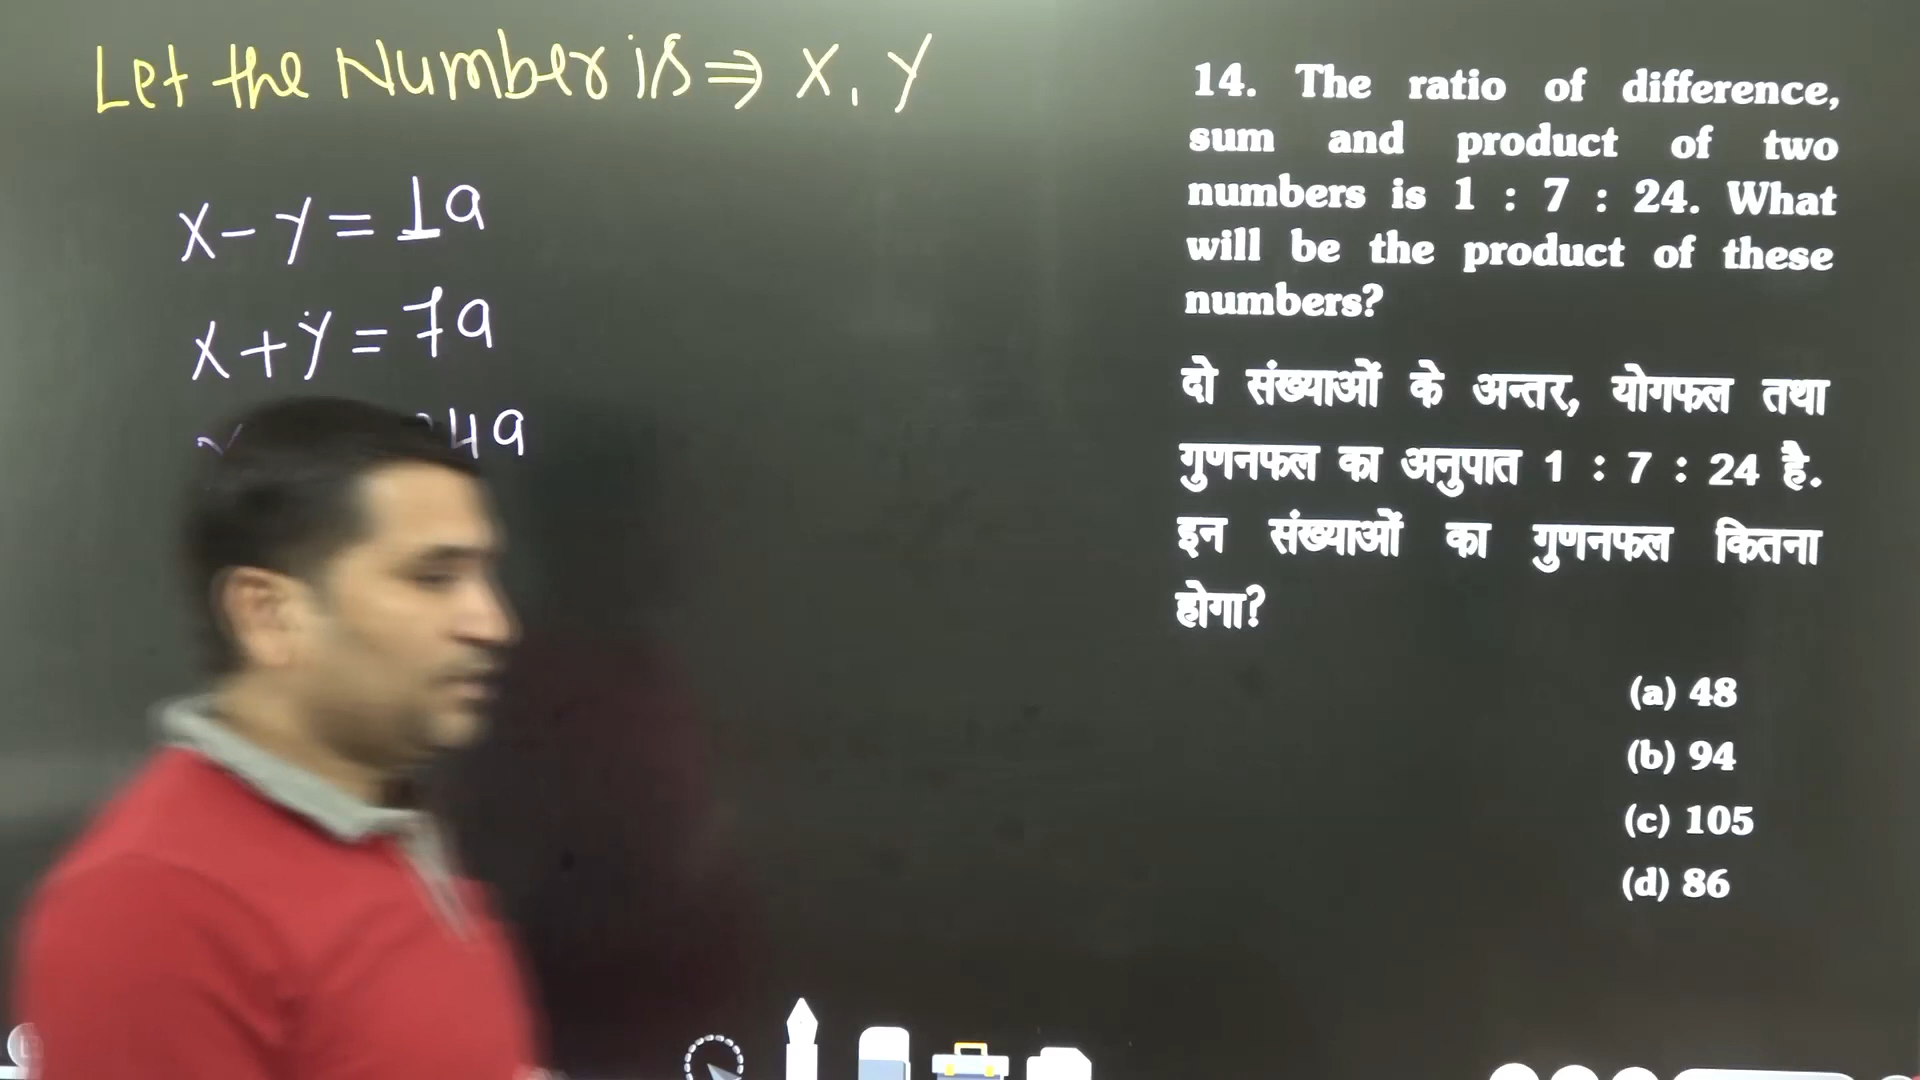 Let the Number is ⇒ X, Y
X - Y = 1a
X + Y = 7a
4a
14. The ratio of difference,
sum and product of two
numbers is 1 : 7 : 24. What
will be the product of these
numbers?
दो संख्याओं के अन्तर, योगफल तथा
गुणनफल का अनुपात 1 : 7 : 24 है.
इन संख्याओं का गुणनफल कितना
होगा?
(a) 48
(b) 94
(c) 105
(d) 86